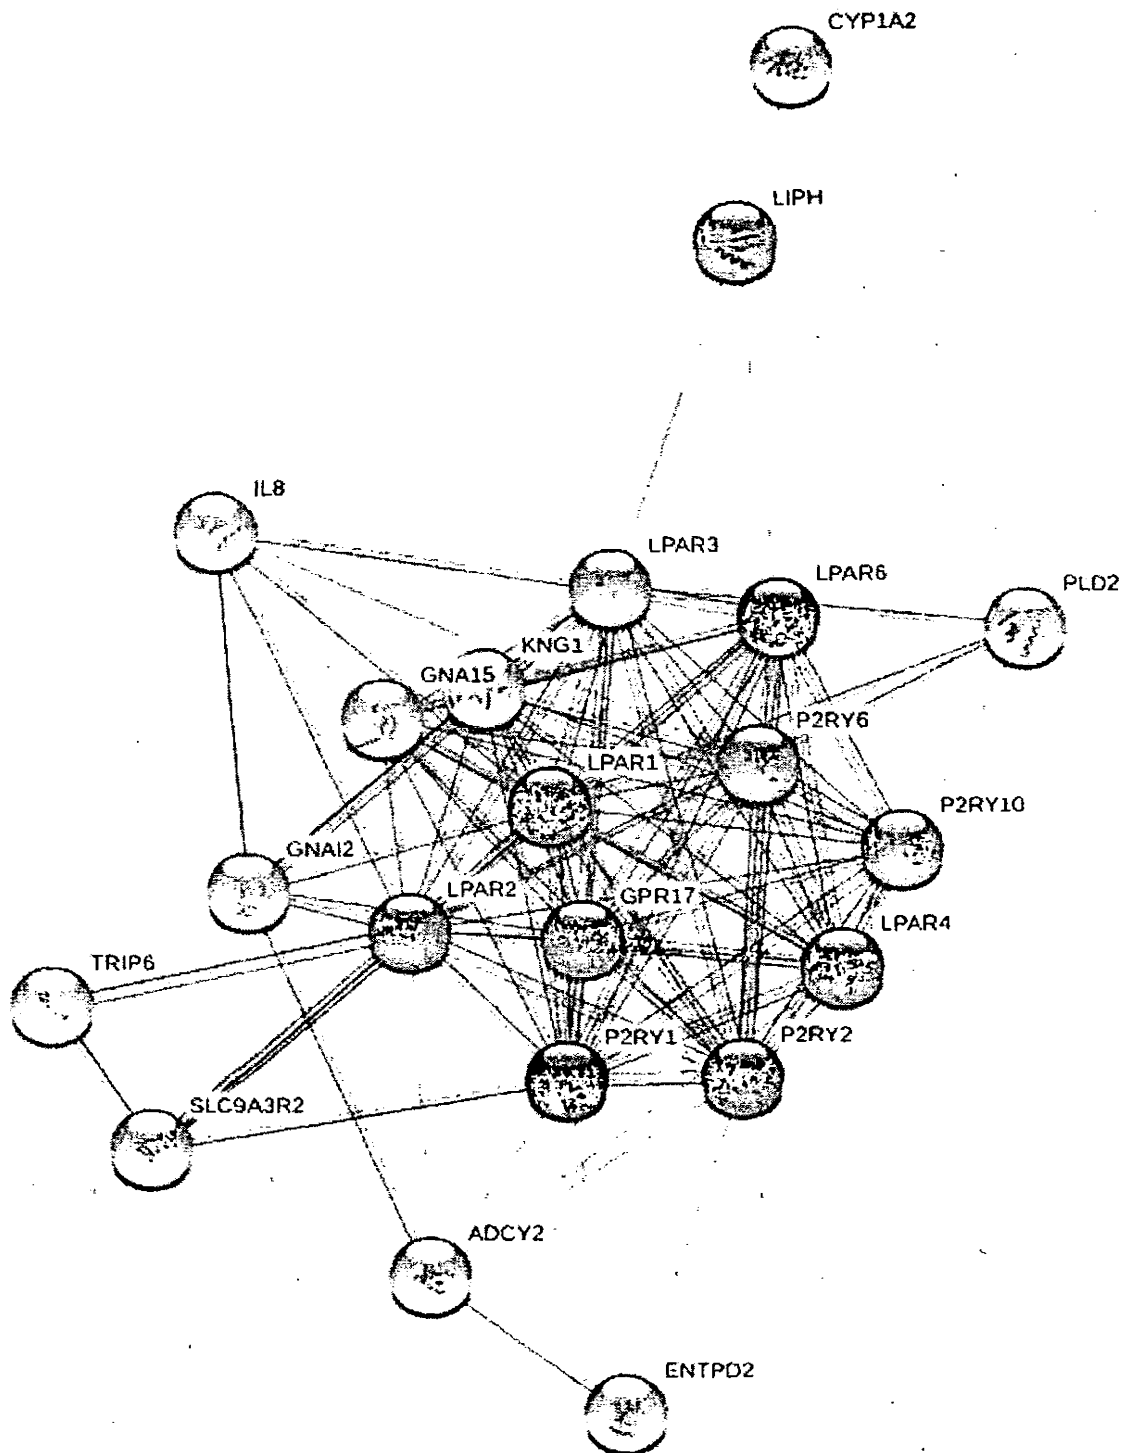 CYP1A2
LIPH
IL8
LPAR3
LPAR6
PLD2
KNG1
GNA15
P2RY6
LPAR1
P2RY10
GNAI2
LPAR2
GPR17
LPAR4
TRIP6
P2RY1
P2RY2
SLC9A3R2
ADCY2
ENTPD2